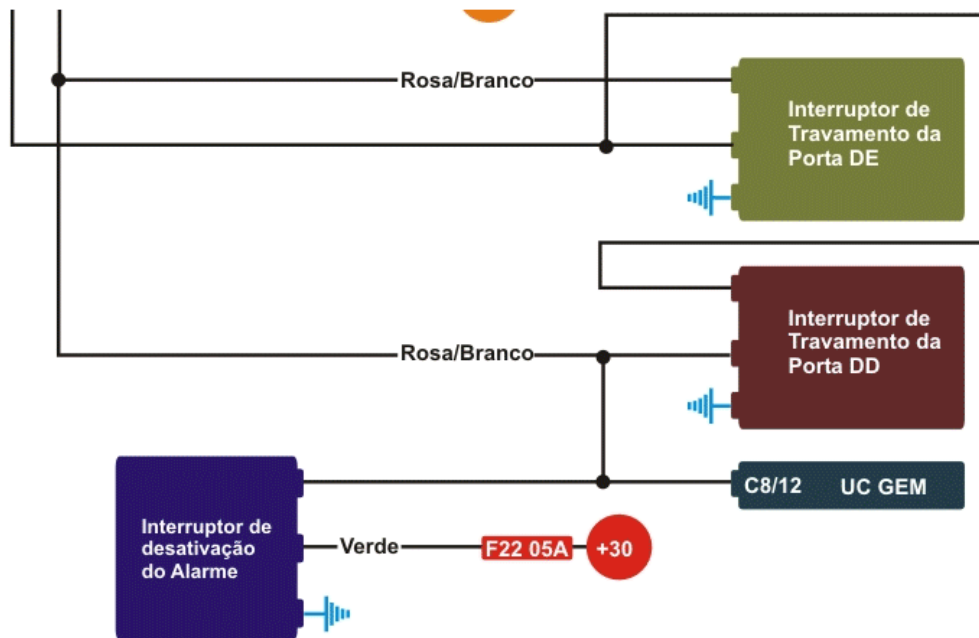 Rosa/Branco
Interruptor de
Travamento da
Porta DE
Interruptor de
Travamento da
Porta DD
Rosa/Branco
C8/12 UC GEM
Interruptor de
desativação
do Alarme
Verde
F22 05A
+30